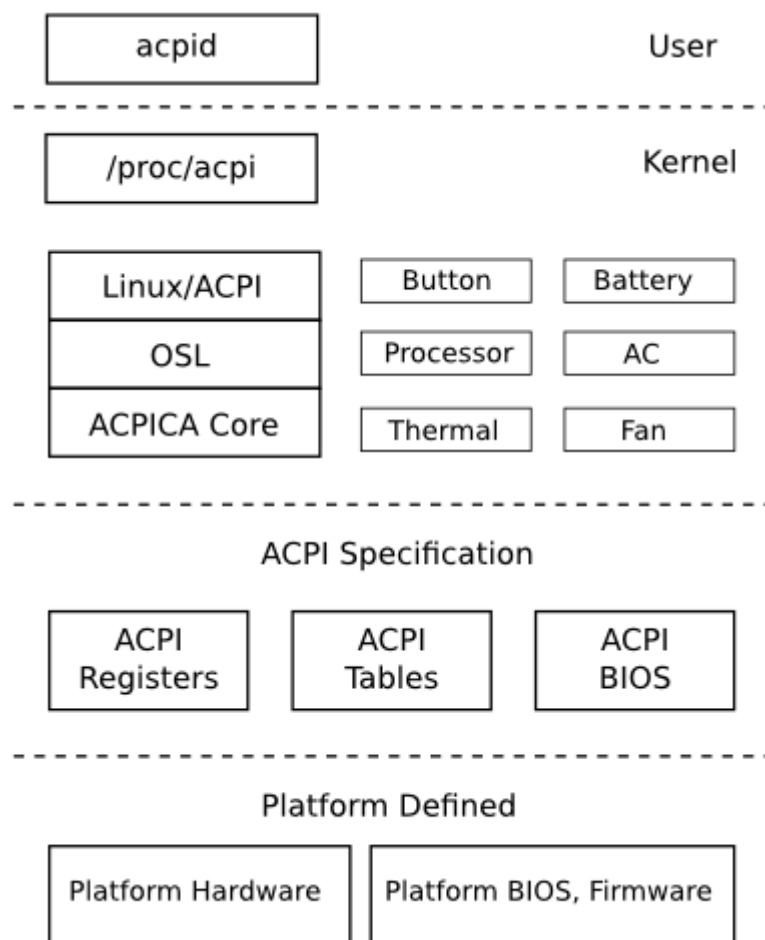 acpid
User
/proc/acpi
Kernel
Linux/ACPI
Button
Battery
OSL
Processor
AC
ACPICA Core
Thermal
Fan
ACPI Specification
ACPI
Registers
ACPI
Tables
ACPI
BIOS
Platform Defined
Platform Hardware
Platform BIOS, Firmware